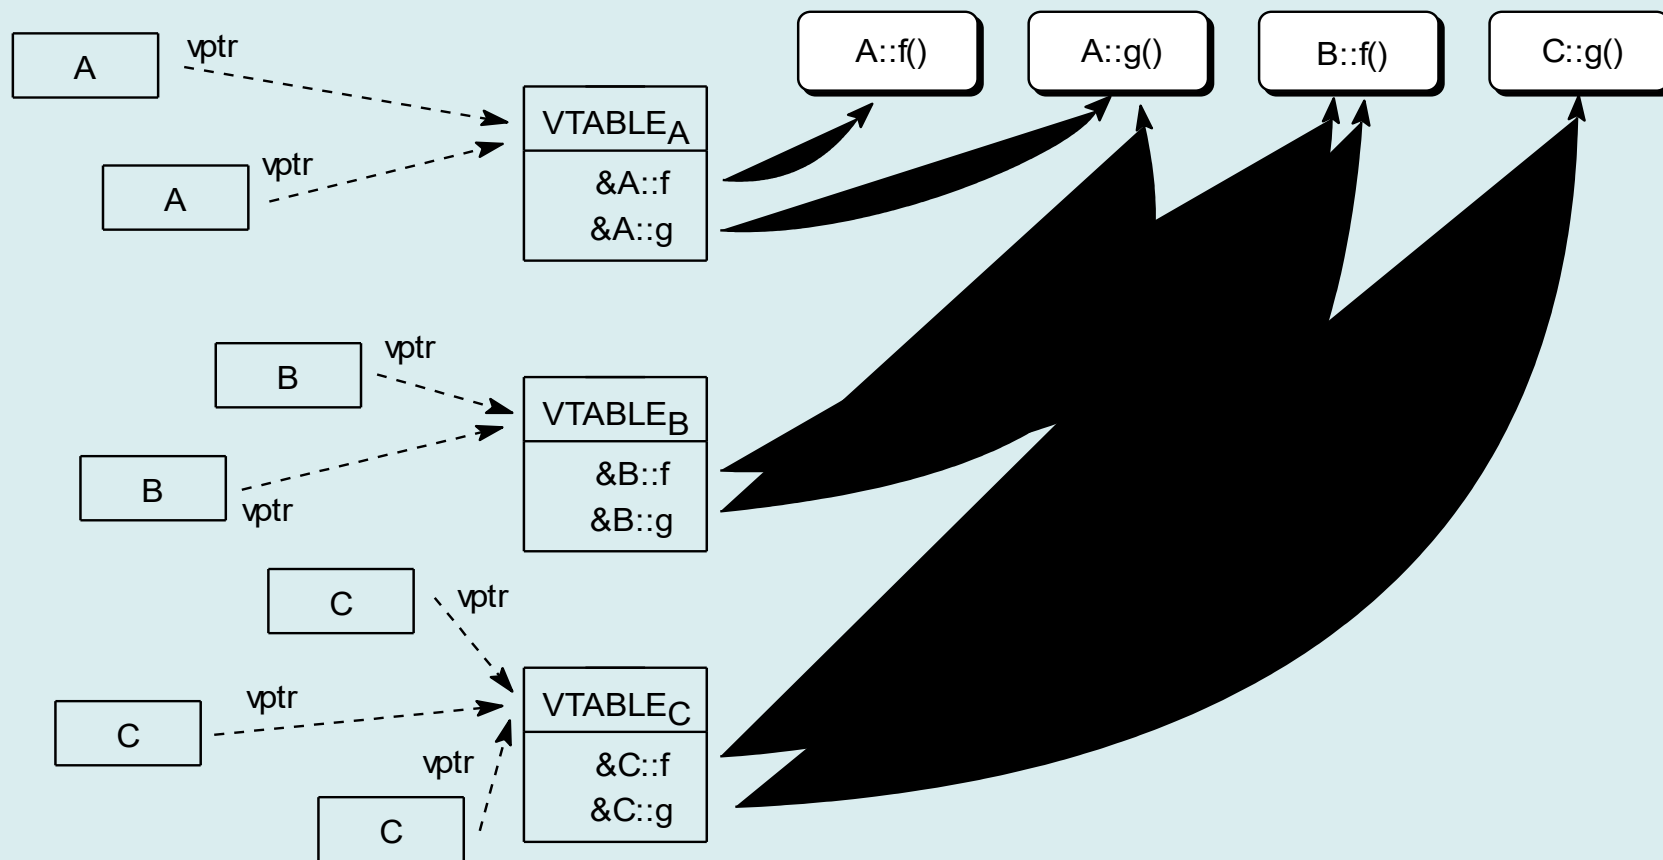 A
vptr
A::f()
A::g()
B::f()
C::g()
VTABLEA
A
vptr
&A::f
&A::g
B
vptr
VTABLEB
B
vptr
&B::f
&B::g
C
vptr
VTABLEC
C
vptr
vptr
C
&C::f
&C::g